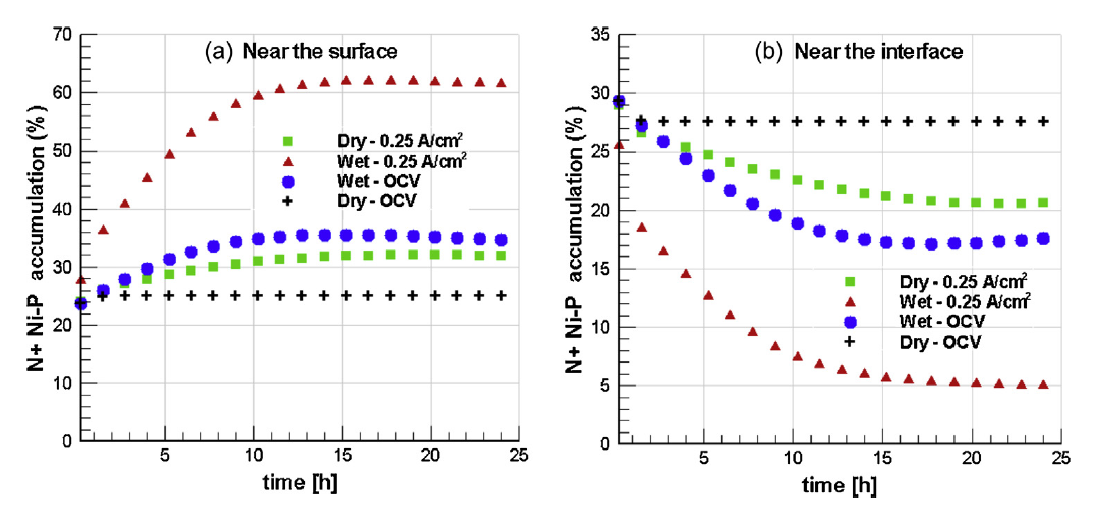 (a) Near the surface
N+ Ni-P accumulation (%)
70
60
50
40
30
20
10
0
Dry - 0.25 A/cm²
Wet - 0.25 A/cm²
Wet - OCV
Dry - OCV
5 10 15 20 25
time [h]
(b) Near the interface
N+ Ni-P accumulation (%)
35
30
25
20
15
10
5
0
Dry - 0.25 A/cm²
Wet - 0.25 A/cm²
Wet - OCV
Dry - OCV
5 10 15 20 25
time [h]